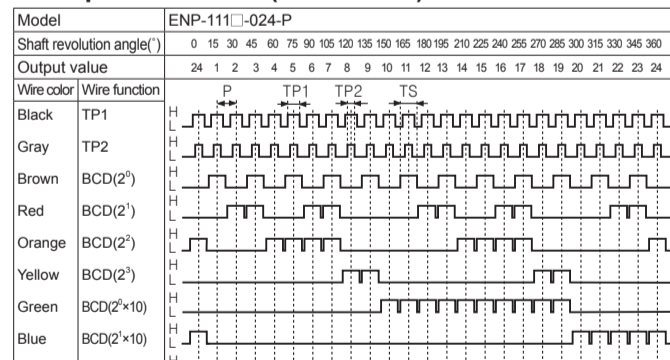 Model ENP-111□-024-P
Shaft revolution angle(°) 0 15 30 45 60 75 90 105 120 135 150 165 180 195 210 225 240 255 270 285 300 315 330 345 360
Output value 24 1 2 3 4 5 6 7 8 9 10 11 12 13 14 15 16 17 18 19 20 21 22 23 24
Wire color Wire function P TP1 TP2 TS
Black TP1 H L
Gray TP2 H L
Brown BCD(2⁰) H L
Red BCD(2¹) H L
Orange BCD(2²) H L
Yellow BCD(2³) H L
Green BCD(2⁰×10) H L
Blue BCD(2¹×10) H L
H